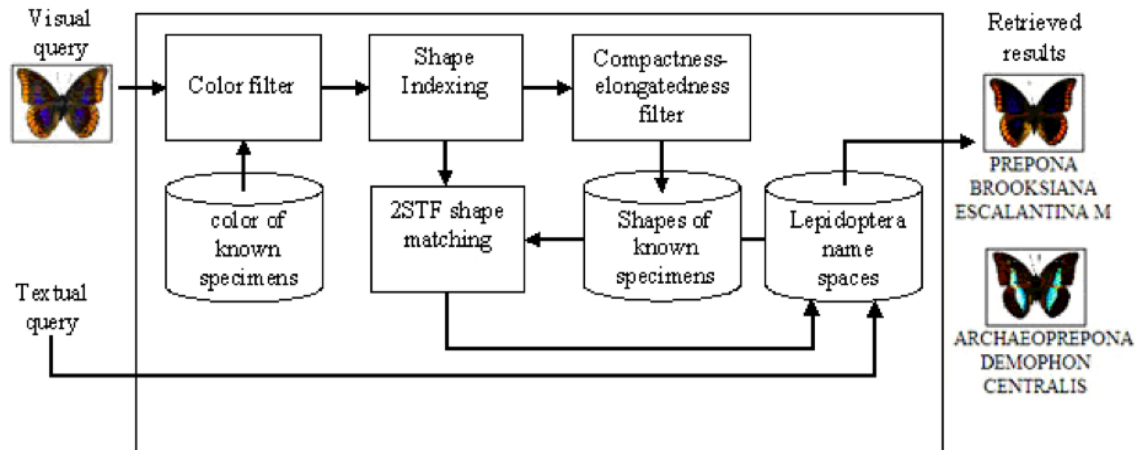 Visual
query
Color filter
Shape
Indexing
Compactness-
elongatedness
filter
Retrieved
results
PREPONA
BROOKSIANA
ESCALANTINA M
color of
known
specimens
2STF shape
matching
Shapes of
known
specimens
Lepidoptera
name
spaces
Textual
query
ARCHAEOPREPONA
DEMOPHON
CENTRALIS